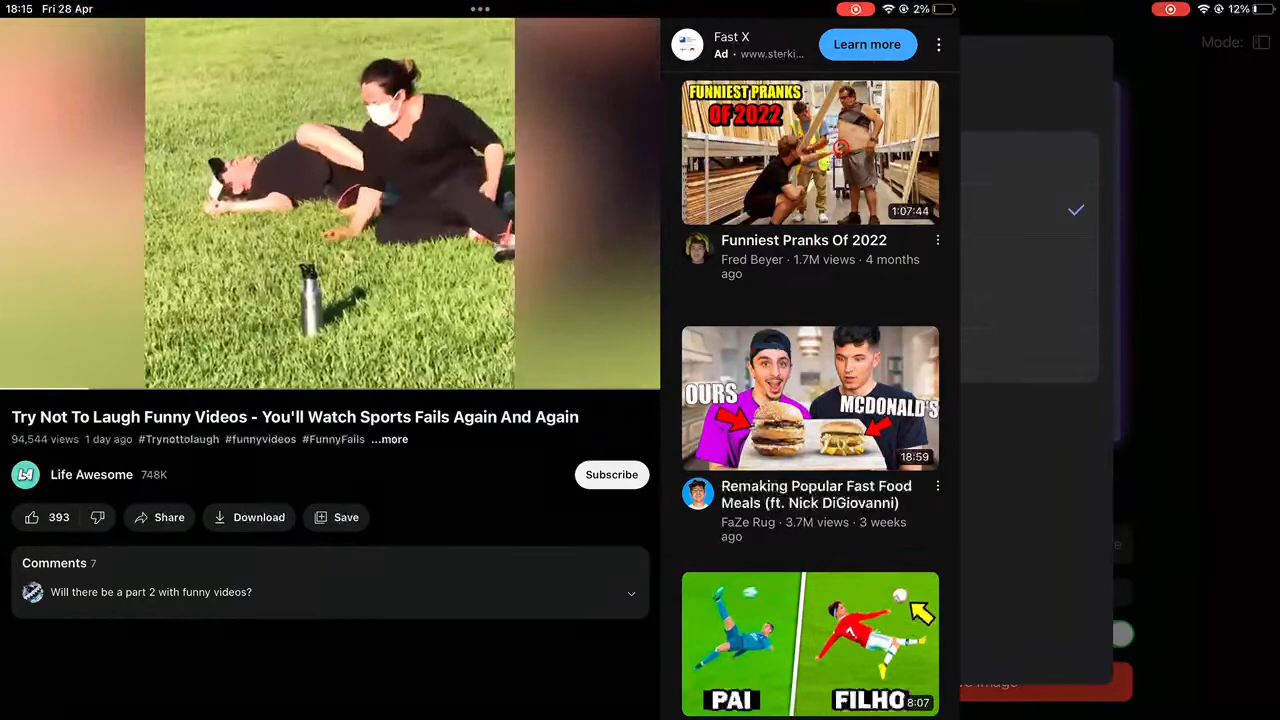 18:15 Fri 28 Apr
2%
12%
Mode:
Fast X
Ad · www.sterki...
Learn more
FUNNIEST PRANKS
OF 2022
1:07:44
Funniest Pranks Of 2022
Fred Beyer · 1.7M views · 4 months
ago
OURS
MCDONALD'S
18:59
Remaking Popular Fast Food
Meals (ft. Nick DiGiovanni)
FaZe Rug · 3.7M views · 3 weeks
ago
7
PAI
FILHO
8:07
Try Not To Laugh Funny Videos - You'll Watch Sports Fails Again And Again
94,544 views 1 day ago #Trynottolaugh #funnyvideos #FunnyFails ...more
Life Awesome 748K
Subscribe
393
Share
Download
Save
Comments 7
Will there be a part 2 with funny videos?
e Image